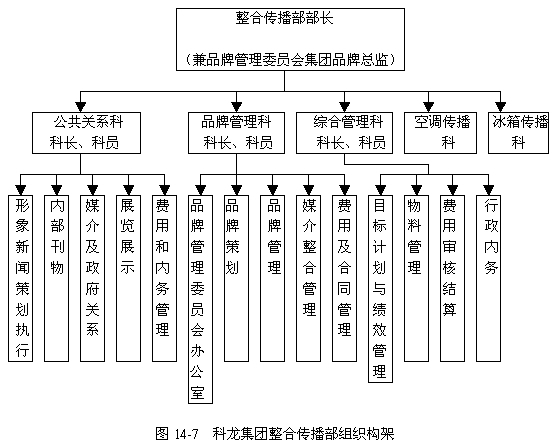 整合传播部部长
（兼品牌管理委员会集团品牌总监）
公共关系科
科长、科员
品牌管理科
科长、科员
综合管理科
科长、科员
空调传播
科
冰箱传播
科
形象新闻策划执行
内部刊物
媒介及政府关系
展览展示
费用和内务管理
品牌管理委员会办公室
品牌策划
品牌管理
媒介整合管理
费用及合同管理
目标计划与绩效管理
物料管理
费用审核结算
行政内务
图 14-7 科龙集团整合传播部组织构架